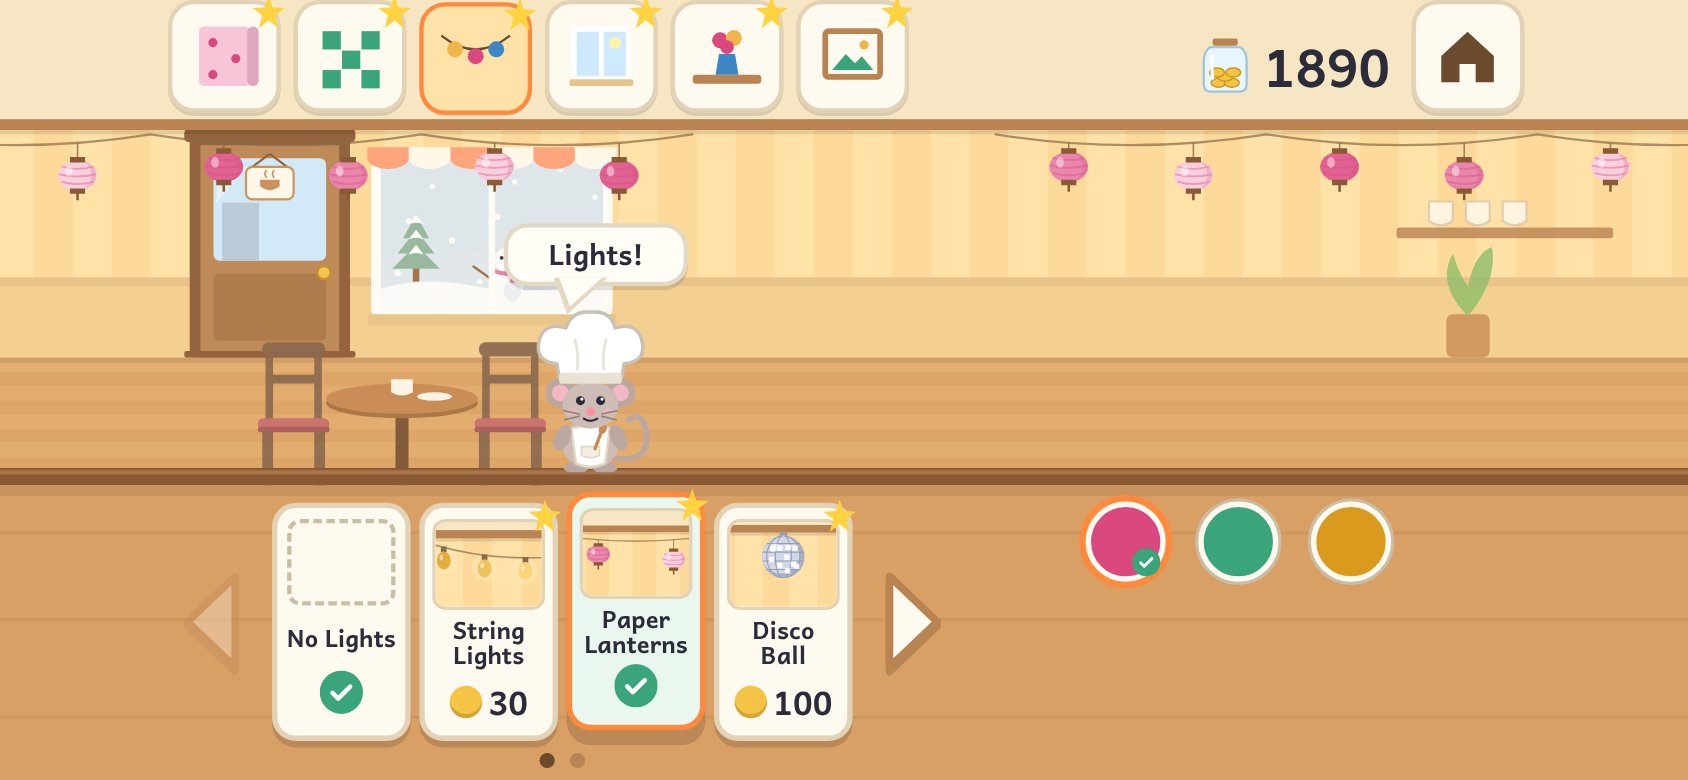 1890
Lights!
No Lights
String
Lights
30
Paper
Lanterns
Disco
Ball
100